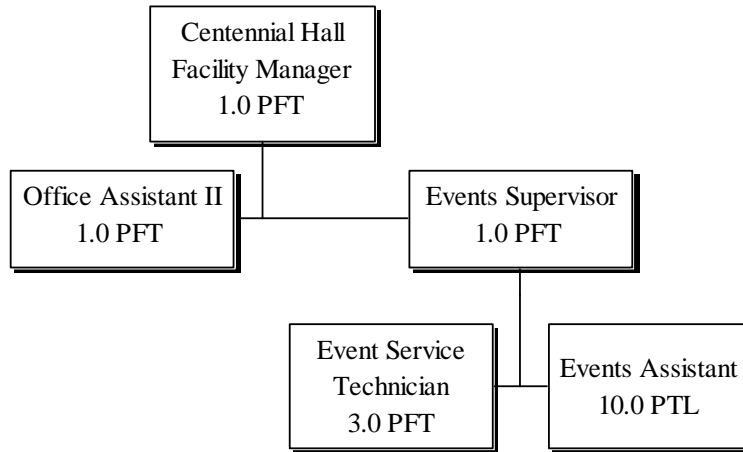 Centennial Hall
Facility Manager
1.0 PFT
Office Assistant II
1.0 PFT
Events Supervisor
1.0 PFT
Event Service
Technician
3.0 PFT
Events Assistant
10.0 PTL